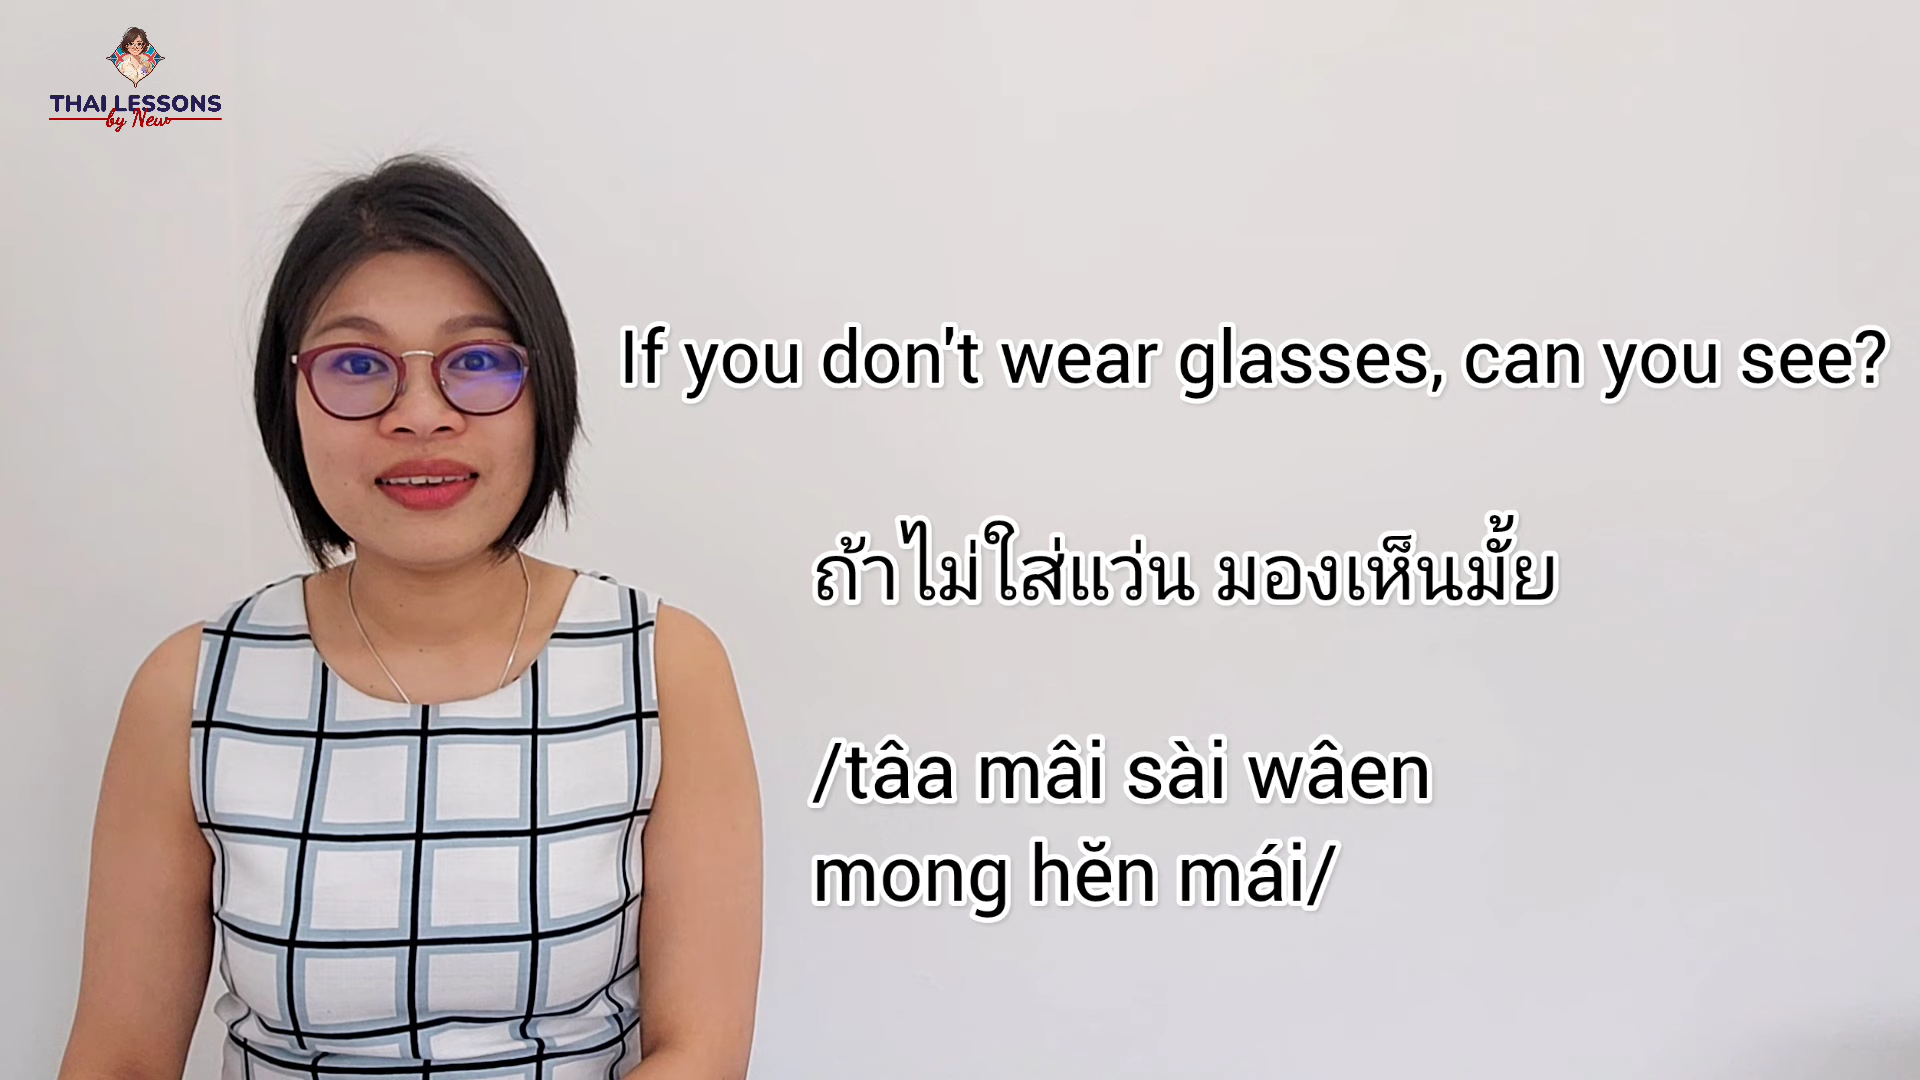 THAI LESSONS
by New
If you don't wear glasses, can you see?
ถ้าไม่ใส่แว่น มองเห็นมั้ย
/tâa mâi sài wâen
mong hĕn mái/